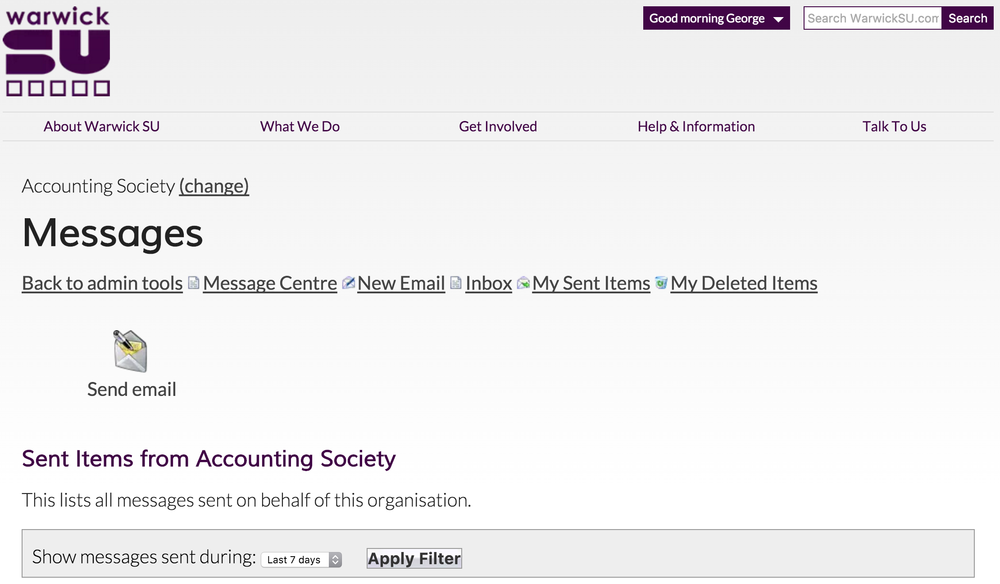 warwick
SU
Good morning George
Search WarwickSU.com
Search
About Warwick SU
What We Do
Get Involved
Help & Information
Talk To Us
Accounting Society (change)
Messages
Back to admin tools Message Centre New Email Inbox My Sent Items My Deleted Items
Send email
Sent Items from Accounting Society
This lists all messages sent on behalf of this organisation.
Show messages sent during: Last 7 days Apply Filter